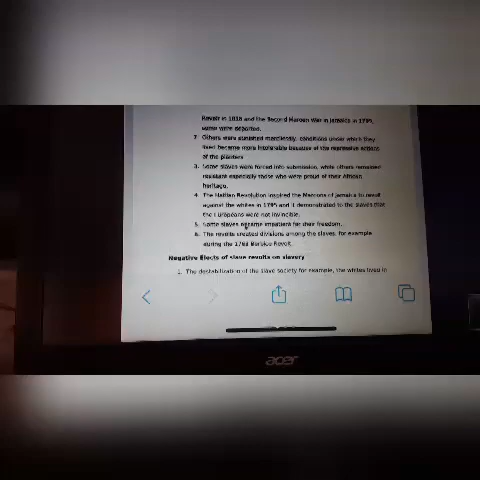 Revolt in 1816 and the Second Maroon War in Jamaica in 1795,
some were deported.
2. Others were punished mercilessly, conditions under which they
lived became more intolerable because of the repressive actions
of the planters
3. Some slaves were forced into submission, while others remained
resistant especially those who were proud of their African
heritage.
4. The Haitian Revolution inspired the Maroons of Jamaica to revolt
against the whites in 1795 and it demonstrated to the slaves that
the Europeans were not invincible.
5. Some slaves became impatient for their freedom.
6. The revolts created divisions among the slaves, for example
during the 1763 Berbice Revolt.
Negative Effects of slave revolts on slavery
1. The destabilization of the slave society for example, the whites lived in
acer